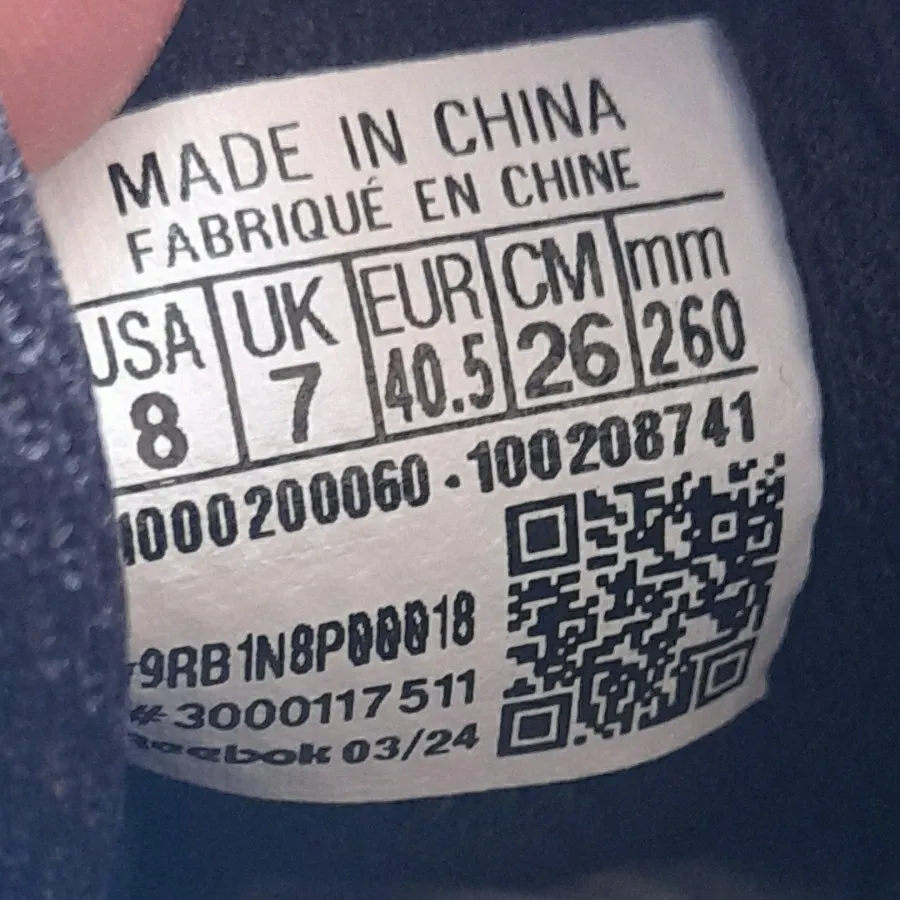 MADE IN CHINA
FABRIQUÉ EN CHINE
USA UK EUR CM mm
8 7 40.5 26 260
1000200060 · 100208741
9RB1N8P00018
# 3000117511
Reebok 03/24